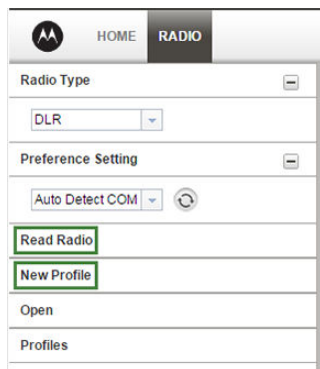 HOME RADIO
Radio Type
DLR
Preference Setting
Auto Detect COM
Read Radio
New Profile
Open
Profiles